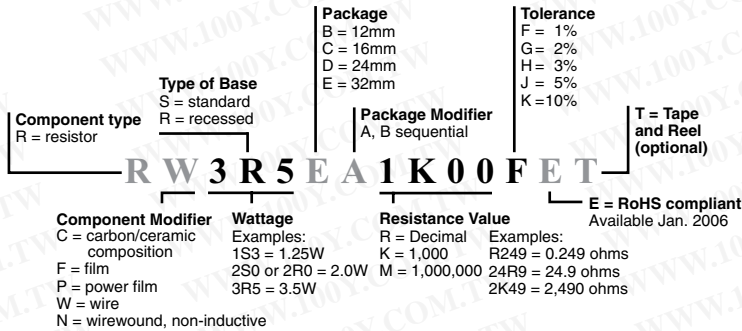 Package
B = 12mm
C = 16mm
D = 24mm
E = 32mm
Tolerance
F = 1%
G = 2%
H = 3%
J = 5%
K =10%
Type of Base
S = standard
R = recessed
Component type
R = resistor
Package Modifier
A, B sequential
T = Tape
and Reel
(optional)
R W 3 R 5 E A 1 K 0 0 F E T
E = RoHS compliant
Available Jan. 2006
Component Modifier
C = carbon/ceramic
composition
F = film
P = power film
W = wire
N = wirewound, non-inductive
Wattage
Examples:
1S3 = 1.25W
2S0 or 2R0 = 2.0W
3R5 = 3.5W
Resistance Value
R = Decimal
K = 1,000
M = 1,000,000
Examples:
R249 = 0.249 ohms
24R9 = 24.9 ohms
2K49 = 2,490 ohms
WWW.100Y.COM.TW